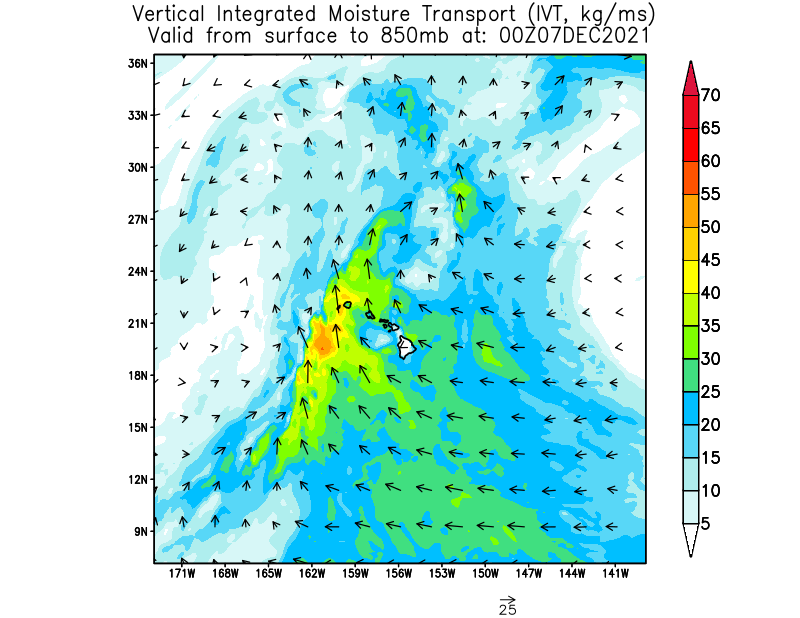 Vertical Integrated Moisture Transport (IVT, kg/ms)
Valid from surface to 850mb at: 00Z07DEC2021
36N
33N
30N
27N
24N
21N
18N
15N
12N
9N
171W 168W 165W 162W 159W 156W 153W 150W 147W 144W 141W
70
65
60
55
50
45
40
35
30
25
20
15
10
5
25